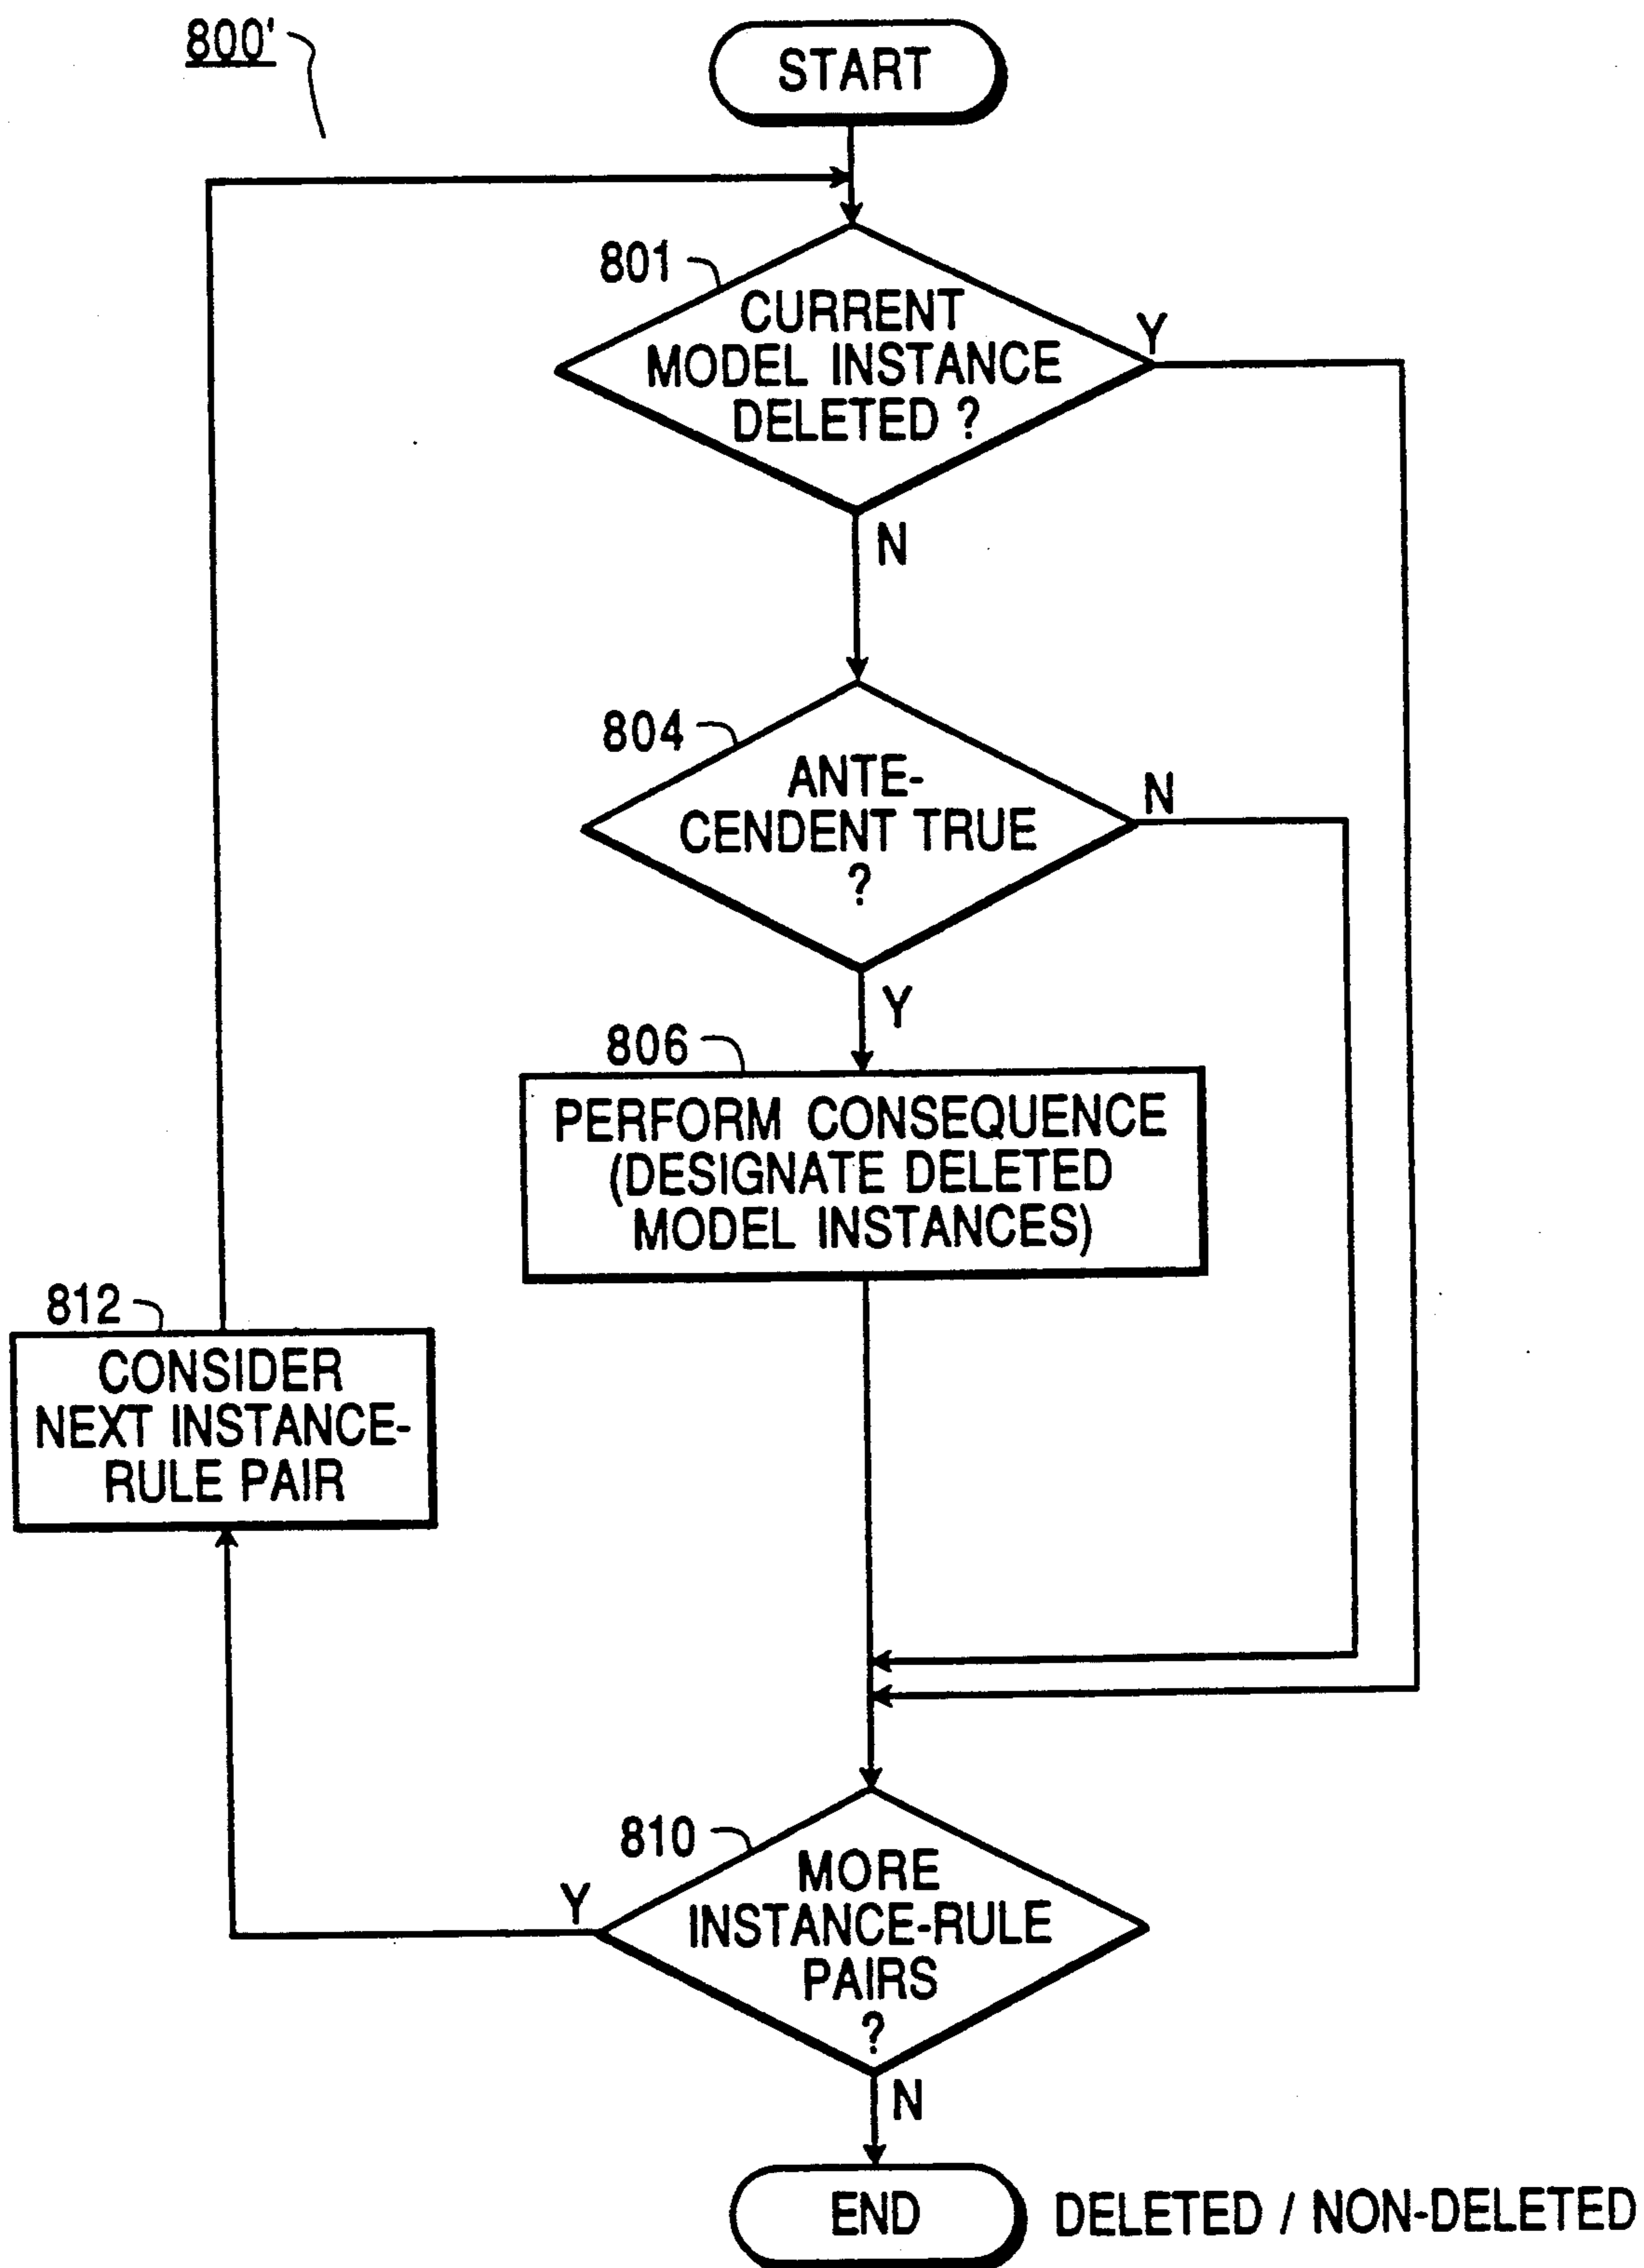 800'
START
801
CURRENT
MODEL INSTANCE
DELETED ?
Y
N
804
ANTE-
CENDENT TRUE
?
N
Y
806
PERFORM CONSEQUENCE
(DESIGNATE DELETED
MODEL INSTANCES)
812
CONSIDER
NEXT INSTANCE-
RULE PAIR
810
MORE
INSTANCE-RULE
PAIRS
?
Y
N
END
DELETED / NON-DELETED